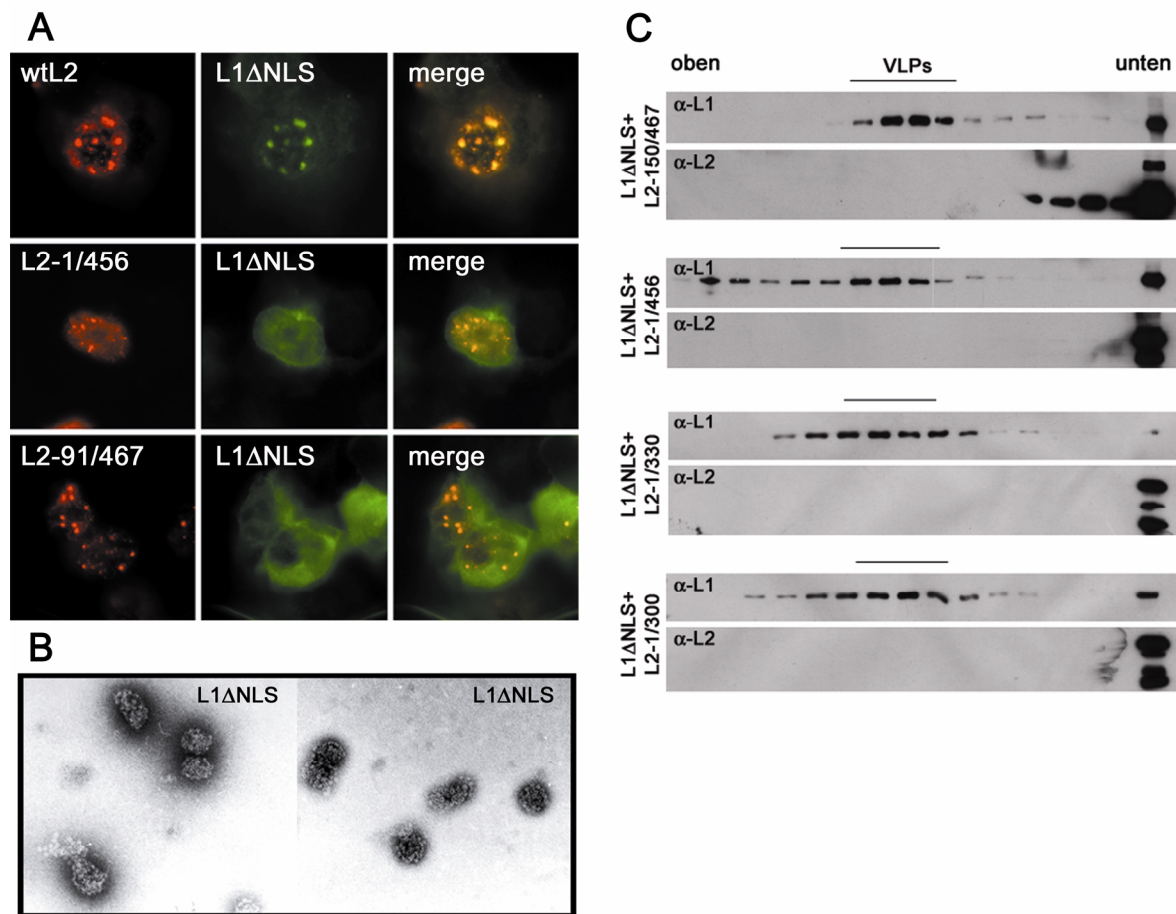 A
wtL2
L1ΔNLS
merge
L2-1/456
L1ΔNLS
merge
L2-91/467
L1ΔNLS
merge
B
L1ΔNLS
L1ΔNLS
C
oben
VLPs
unten
L1ΔNLS+
L2-150/467
α-L1
α-L2
L1ΔNLS+
L2-1/456
α-L1
α-L2
L1ΔNLS+
L2-1/330
α-L1
α-L2
L1ΔNLS+
L2-1/300
α-L1
α-L2